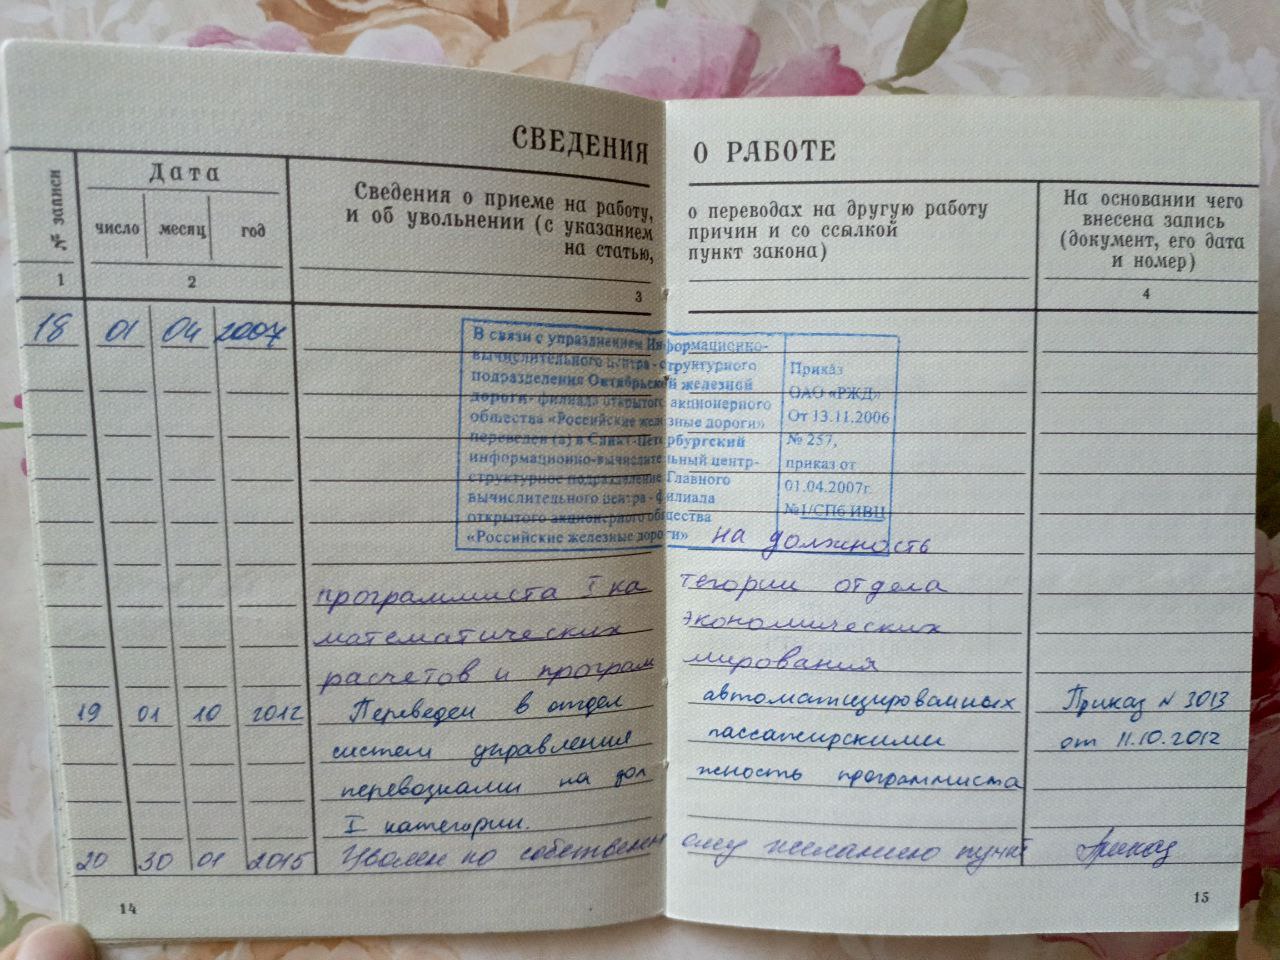 СВЕДЕНИЯ О РАБОТЕ
№ записи
Дата
число месяц год
Сведения о приеме на работу, о переводах на другую работу
и об увольнении (с указанием причин и со ссылкой
на статью, пункт закона)
На основании чего
внесена запись
(документ, его дата
и номер)
1 2 3 4
18 01 04 2007
В связи с упразднением Информационно-
вычислительного центра - структурного
подразделения Октябрьской железной
дороги- филиала открытого акционерного
общества «Российские железные дороги»
переведен (а) в Санкт-Петербургский
информационно-вычислительный центр-
структурное подразделение Главного
вычислительного центра - филиала
открытого акционерного общества
«Российские железные дороги»
Приказ
ОАО «РЖД»
От 13.11.2006
№ 257,
приказ от
01.04.2007г.
№1/СПб ИВЦ
на должность
программиста I категории отдела
математических экономических
расчетов и программирования
19 01 10 2012 Переведен в отдел автоматизированных Приказ № 3013
систем управления пассажирскими от 11.10.2012
перевозками на должность программиста
I категории.
20 30 01 2015 Уволен по собственному желанию пункт Приказ
14
15